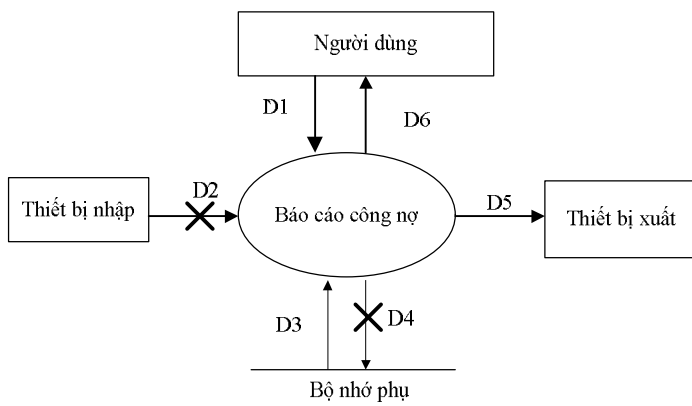 Người dùng
D1
D6
Thiết bị nhập
D2
Báo cáo công nợ
D5
Thiết bị xuất
D3
D4
Bộ nhớ phụ